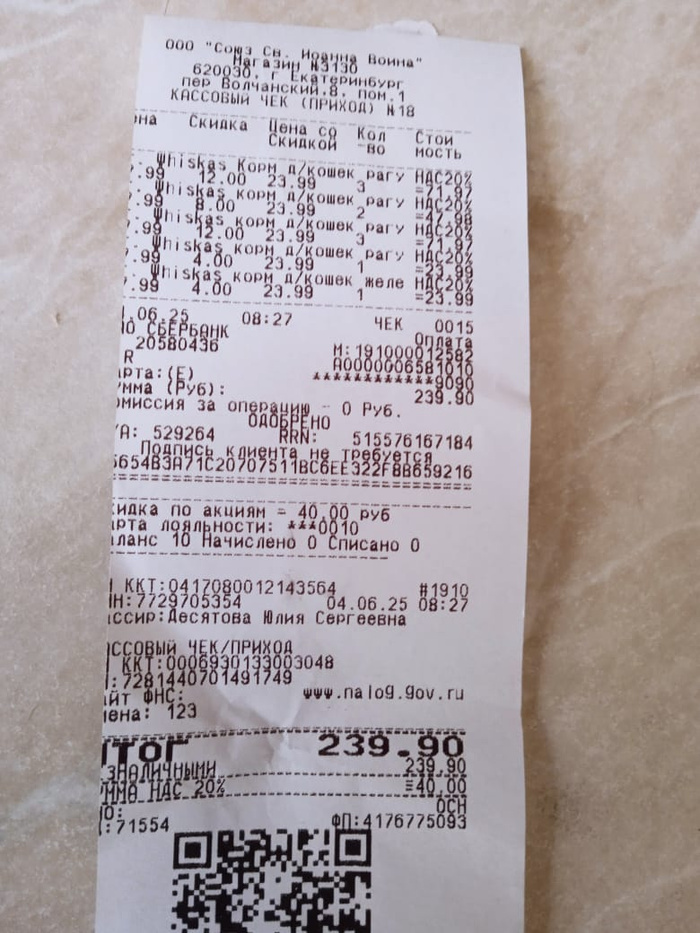 ООО "Союз Св. Иоанна Воина"
Магазин №3130
620030, г Екатеринбург
пер Волчанский,8, пом.1
КАССОВЫЙ ЧЕК (ПРИХОД) №18
на Скидка Цена со Кол Стои
Скидкой -во мость
. Whiskas Корм д/кошек рагу НДС20%
.99 12.00 23.99 3 =71.97
. Whiskas Корм д/кошек рагу НДС20%
.99 8.00 23.99 2 =47.98
. Whiskas Корм д/кошек рагу НДС20%
.99 12.00 23.99 3 =71.97
. Whiskas Корм д/кошек рагу НДС20%
.99 4.00 23.99 1 =23.99
. Whiskas Корм д/кошек желе НДС20%
.99 4.00 23.99 1 =23.99
.06.25 08:27 ЧЕК 0015
О СБЕРБАНК Оплата
20580436 М:191000012582
R A0000006581010
рта:(E) ************9090
мма (Руб): 239.90
омиссия за операцию - 0 Руб.
ОДОБРЕНО
/А: 529264 RRN: 515576167184
Подпись клиента не требуется
5654B3A71C20707511BC6EE322F8B659216
кидка по акциям = 40.00 руб
арта лояльности: ***0010
аланс 10 Начислено 0 Списано 0
ККТ:0417080012143564 #1910
Н:7729705354 04.06.25 08:27
ссир:Десятова Юлия Сергеевна
ССОВЫЙ ЧЕК/ПРИХОД
ККТ:0006930133003048
:7281440701491749
йт ФНС: www.nalog.gov.ru
ена: 123
ИТОГ 239.90
ЗНАЛИЧНЫМИ 239.90
ММА НДС 20% =40.00
О: ОСН
:71554 ФП:4176775093